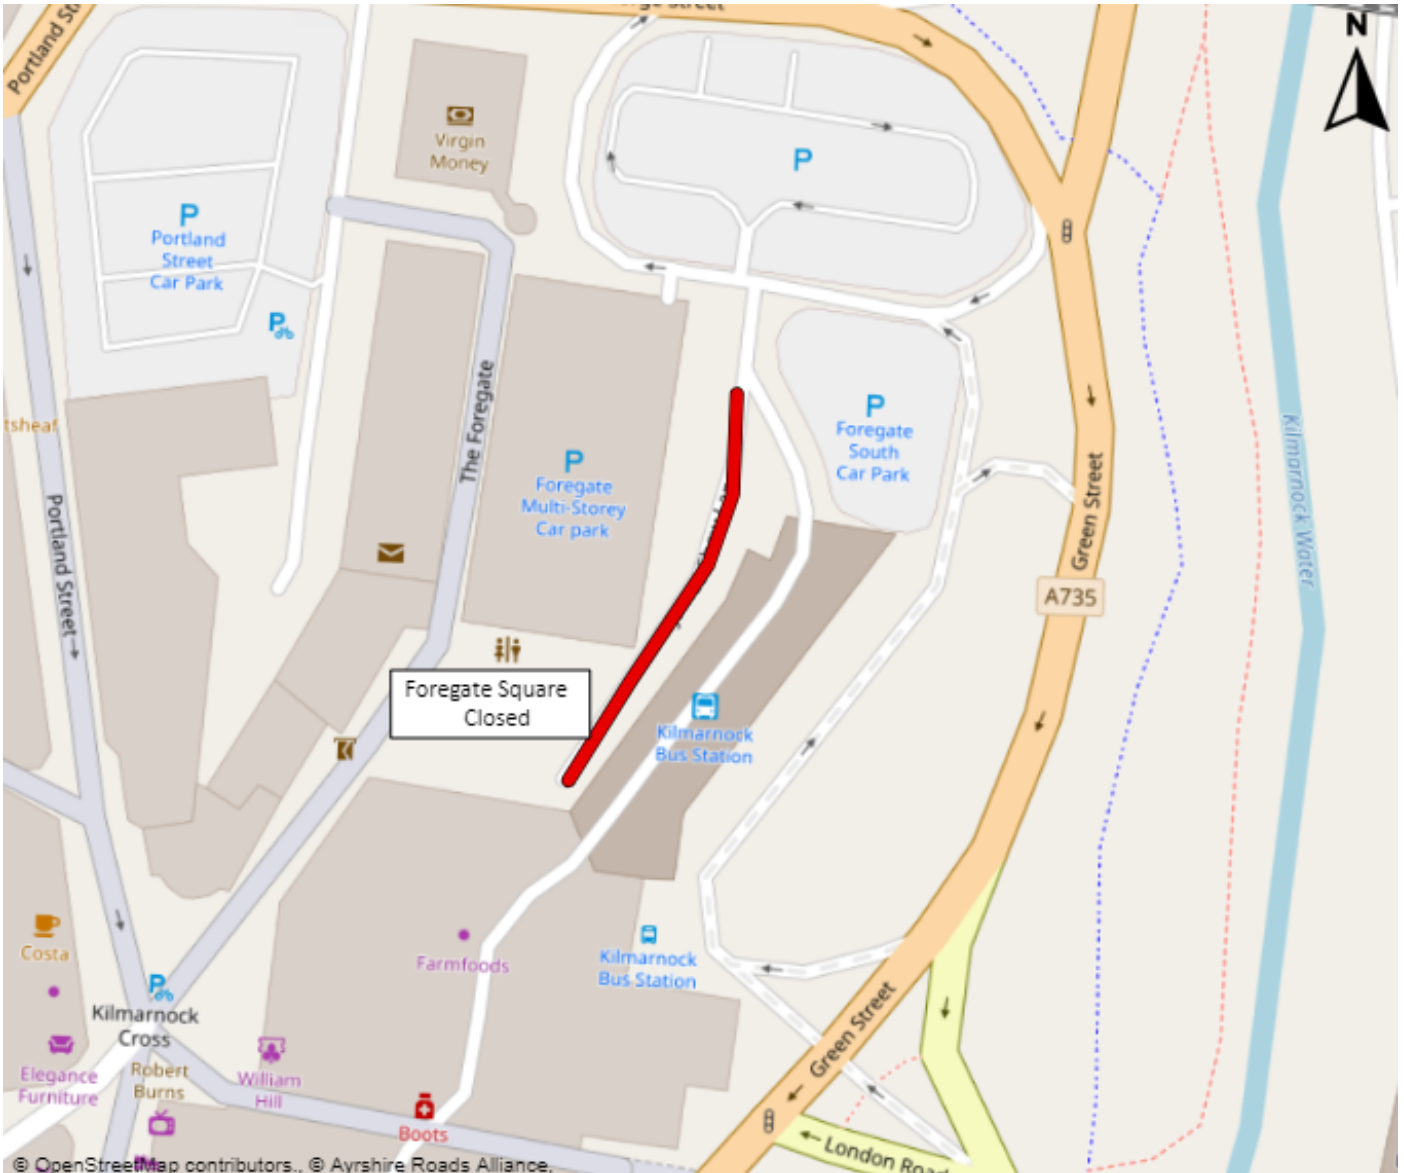 Portland St
N
Virgin
Money
P
P
Portland
Street
Car Park
P
The Foregate
P
Foregate
Multi-Storey
Car park
P
Foregate
South
Car Park
tsheaf
Kilmarnock Water
Green Street
A735
Portland Street
Foregate Square
Closed
Kilmarnock
Bus Station
Costa
Farmfoods
Kilmarnock
Bus Station
P
Kilmarnock
Cross
Green Street
Elegance
Furniture
Robert
Burns
William
Hill
Boots
London Road
© OpenStreetMap contributors., © Ayrshire Roads Alliance,